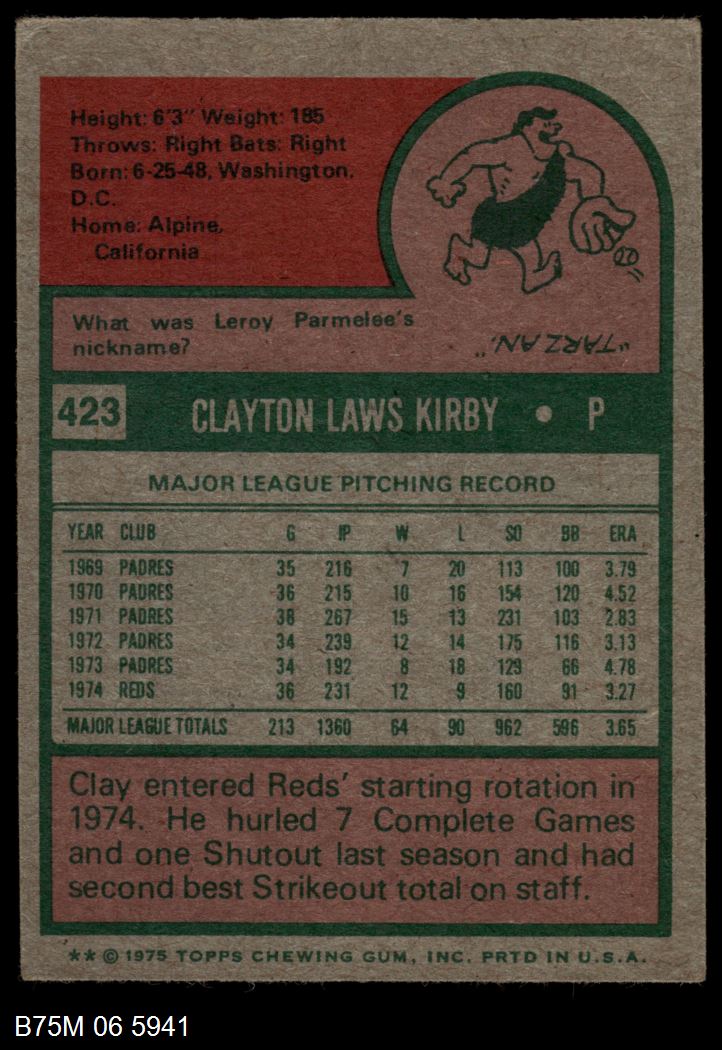 Height: 6'3" Weight: 185
Throws: Right Bats: Right
Born: 6-25-48, Washington,
D.C.
Home: Alpine,
California
What was Leroy Parmelee's
nickname?
"TARZAN."
423 CLAYTON LAWS KIRBY • P
MAJOR LEAGUE PITCHING RECORD
YEAR CLUB G IP W L SO BB ERA
1969 PADRES 35 216 7 20 113 100 3.79
1970 PADRES 36 215 10 16 154 120 4.52
1971 PADRES 38 267 15 13 231 103 2.83
1972 PADRES 34 239 12 14 175 116 3.13
1973 PADRES 34 192 8 18 129 66 4.78
1974 REDS 36 231 12 9 160 91 3.27
MAJOR LEAGUE TOTALS 213 1360 64 90 962 596 3.65
Clay entered Reds' starting rotation in
1974. He hurled 7 Complete Games
and one Shutout last season and had
second best Strikeout total on staff.
** © 1975 TOPPS CHEWING GUM, INC. PRTD IN U.S.A.
B75M 06 5941